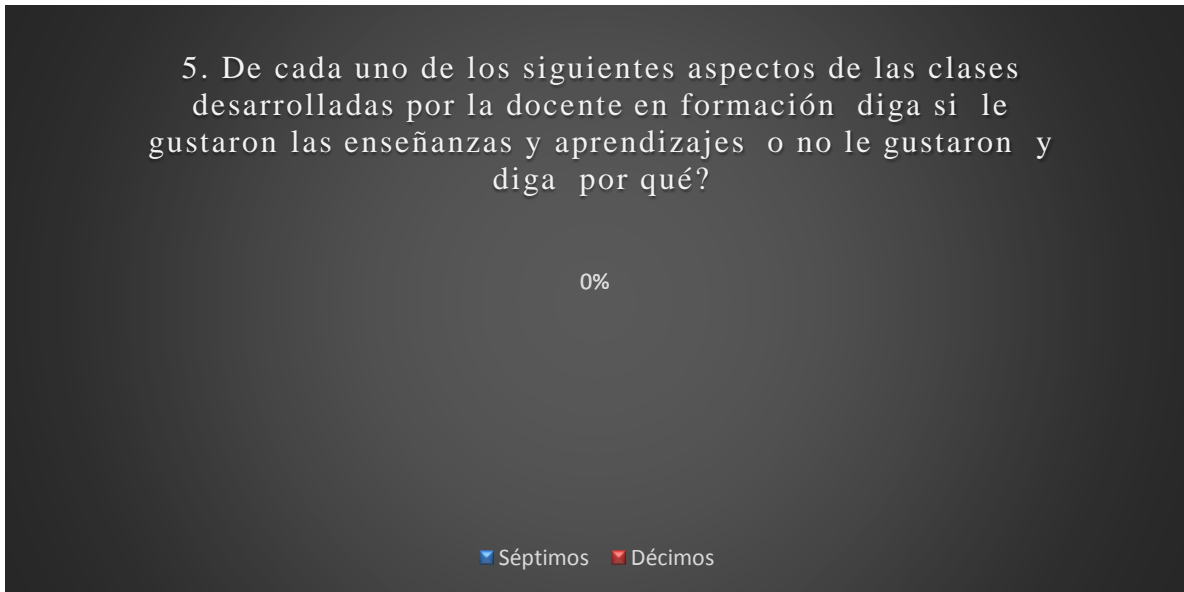 5. De cada uno de los siguientes aspectos de las clases
desarrolladas por la docente en formación diga si le
gustaron las enseñanzas y aprendizajes o no le gustaron y
diga por qué?
0%
Séptimos Décimos